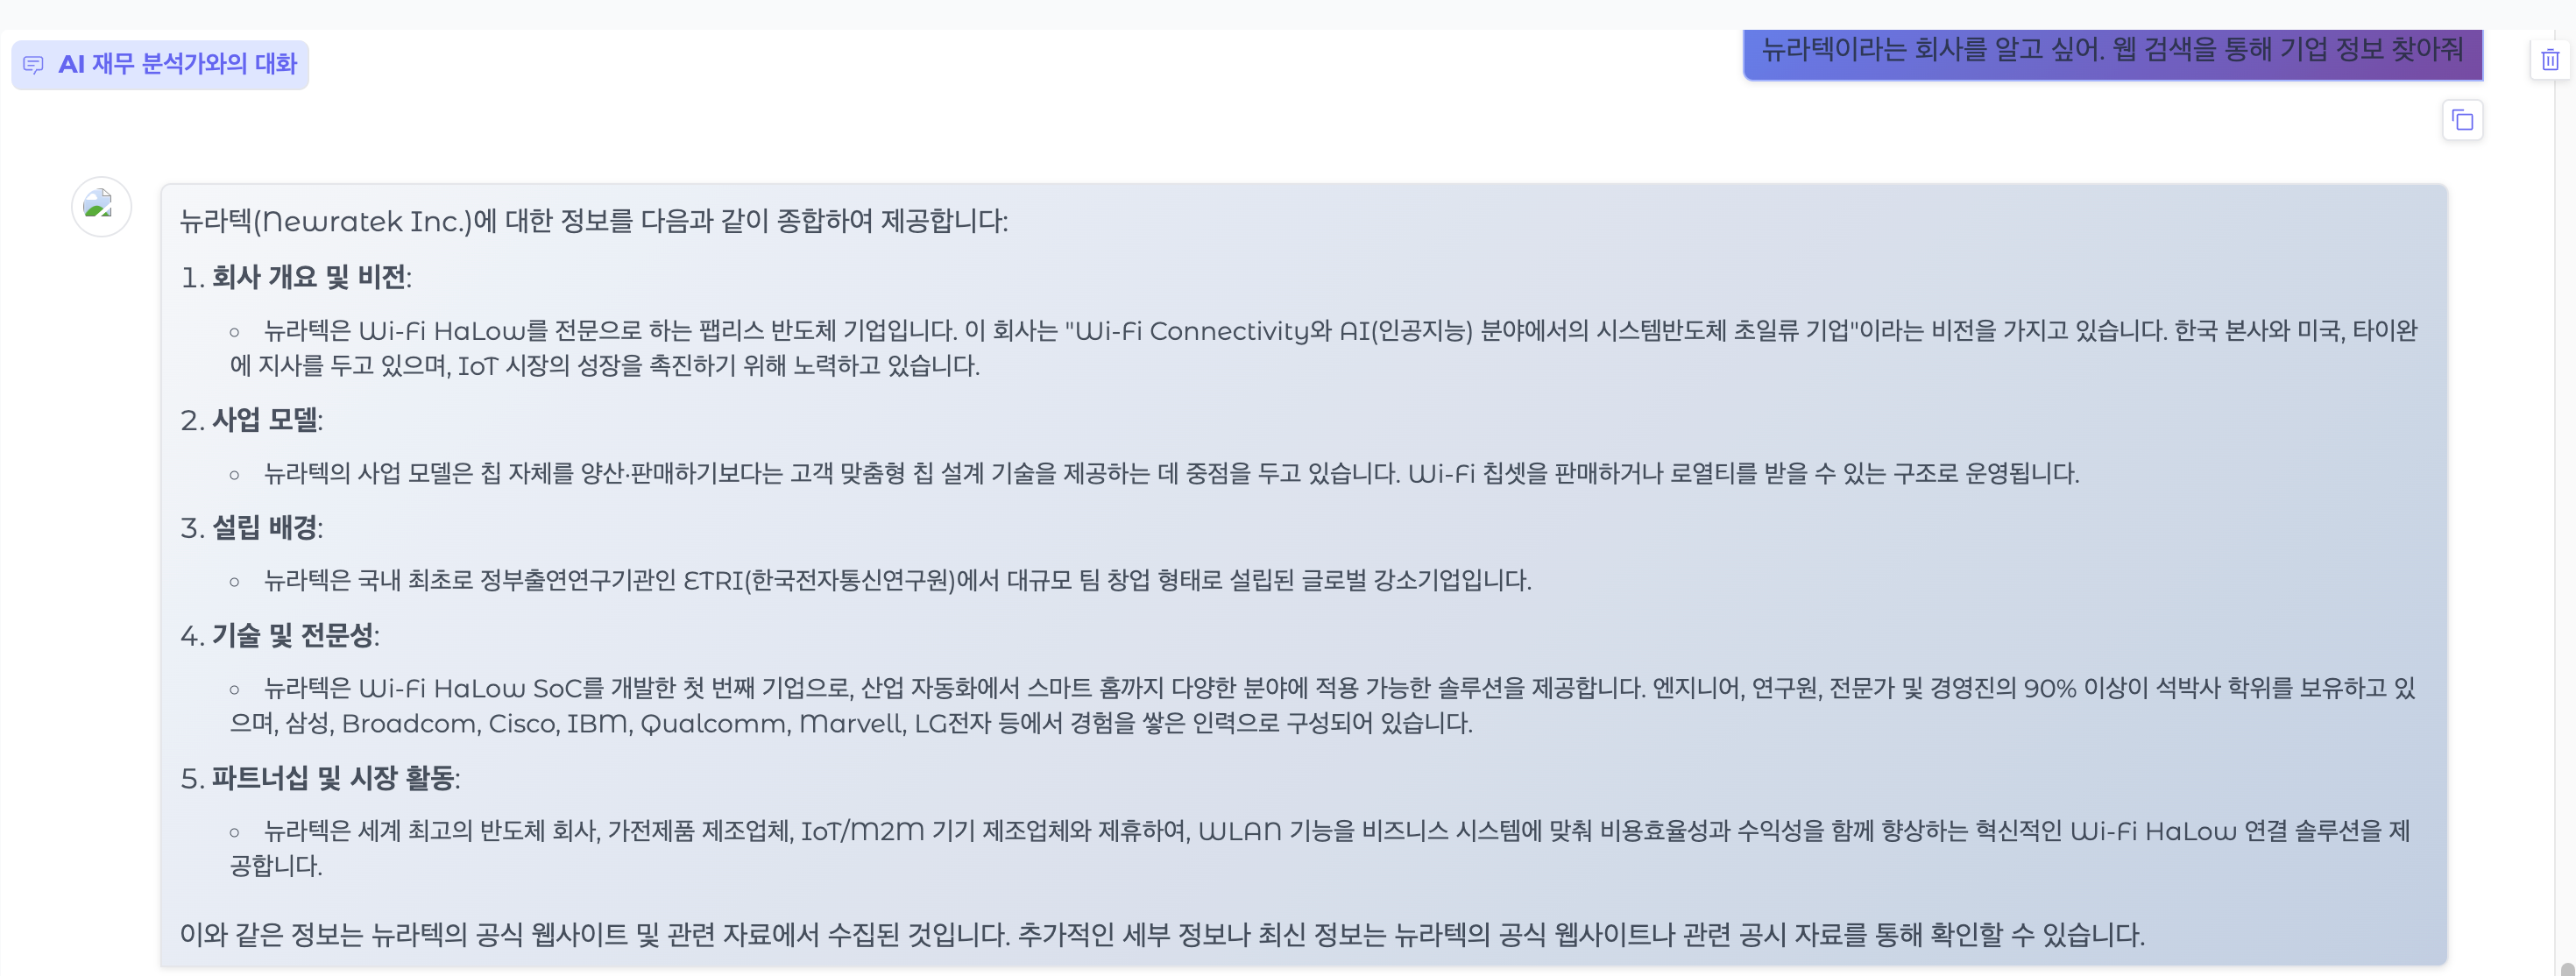 AI 재무 분석가와의 대화
뉴라텍이라는 회사를 알고 싶어. 웹 검색을 통해 기업 정보 찾아줘
뉴라텍(Newratek Inc.)에 대한 정보를 다음과 같이 종합하여 제공합니다:
1. 회사 개요 및 비전:
뉴라텍은 Wi-Fi HaLow를 전문으로 하는 팹리스 반도체 기업입니다. 이 회사는 "Wi-Fi Connectivity와 AI(인공지능) 분야에서의 시스템반도체 초일류 기업"이라는 비전을 가지고 있습니다. 한국 본사와 미국, 타이완
에 지사를 두고 있으며, IoT 시장의 성장을 촉진하기 위해 노력하고 있습니다.
2. 사업 모델:
뉴라텍의 사업 모델은 칩 자체를 양산·판매하기보다는 고객 맞춤형 칩 설계 기술을 제공하는 데 중점을 두고 있습니다. Wi-Fi 칩셋을 판매하거나 로열티를 받을 수 있는 구조로 운영됩니다.
3. 설립 배경:
뉴라텍은 국내 최초로 정부출연연구기관인 ETRI(한국전자통신연구원)에서 대규모 팀 창업 형태로 설립된 글로벌 강소기업입니다.
4. 기술 및 전문성:
뉴라텍은 Wi-Fi HaLow SoC를 개발한 첫 번째 기업으로, 산업 자동화에서 스마트 홈까지 다양한 분야에 적용 가능한 솔루션을 제공합니다. 엔지니어, 연구원, 전문가 및 경영진의 90% 이상이 석박사 학위를 보유하고 있
으며, 삼성, Broadcom, Cisco, IBM, Qualcomm, Marvell, LG전자 등에서 경험을 쌓은 인력으로 구성되어 있습니다.
5. 파트너십 및 시장 활동:
뉴라텍은 세계 최고의 반도체 회사, 가전제품 제조업체, IoT/M2M 기기 제조업체와 제휴하여, WLAN 기능을 비즈니스 시스템에 맞춰 비용효율성과 수익성을 함께 향상하는 혁신적인 Wi-Fi HaLow 연결 솔루션을 제
공합니다.
이와 같은 정보는 뉴라텍의 공식 웹사이트 및 관련 자료에서 수집된 것입니다. 추가적인 세부 정보나 최신 정보는 뉴라텍의 공식 웹사이트나 관련 공시 자료를 통해 확인할 수 있습니다.